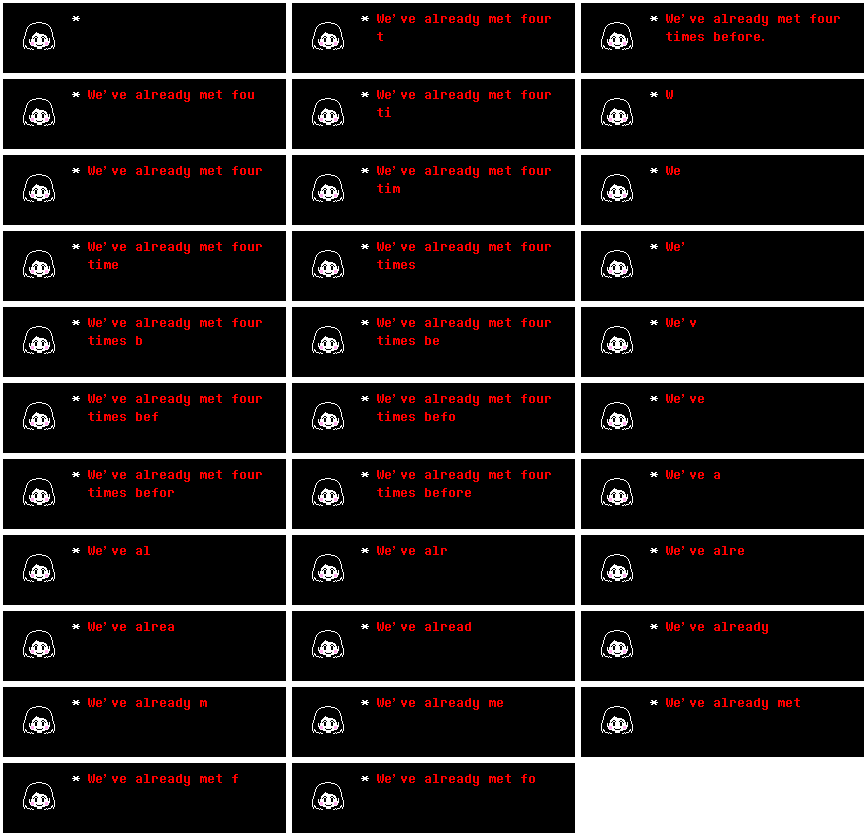 *
* We've already met four
t
* We've already met four
times before.
* We've already met fou
* We've already met four
ti
* W
* We've already met four
* We've already met four
tim
* We
* We've already met four
time
* We've already met four
times
* We'
* We've already met four
times b
* We've already met four
times be
* We'v
* We've already met four
times bef
* We've already met four
times befo
* We've
* We've already met four
times befor
* We've already met four
times before
* We've a
* We've al
* We've alr
* We've alre
* We've alrea
* We've alread
* We've already
* We've already m
* We've already me
* We've already met
* We've already met f
* We've already met fo